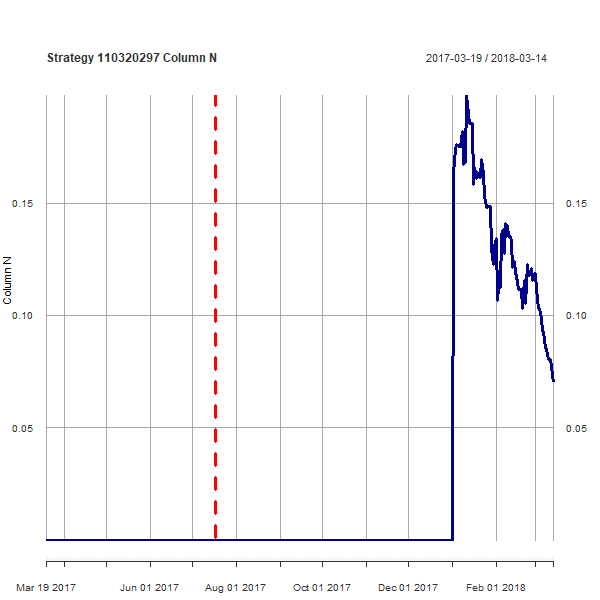 Strategy 110320297 Column N
2017-03-19 / 2018-03-14
Column N
0.15
0.10
0.05
0.15
0.10
0.05
Mar 19 2017
Jun 01 2017
Aug 01 2017
Oct 01 2017
Dec 01 2017
Feb 01 2018